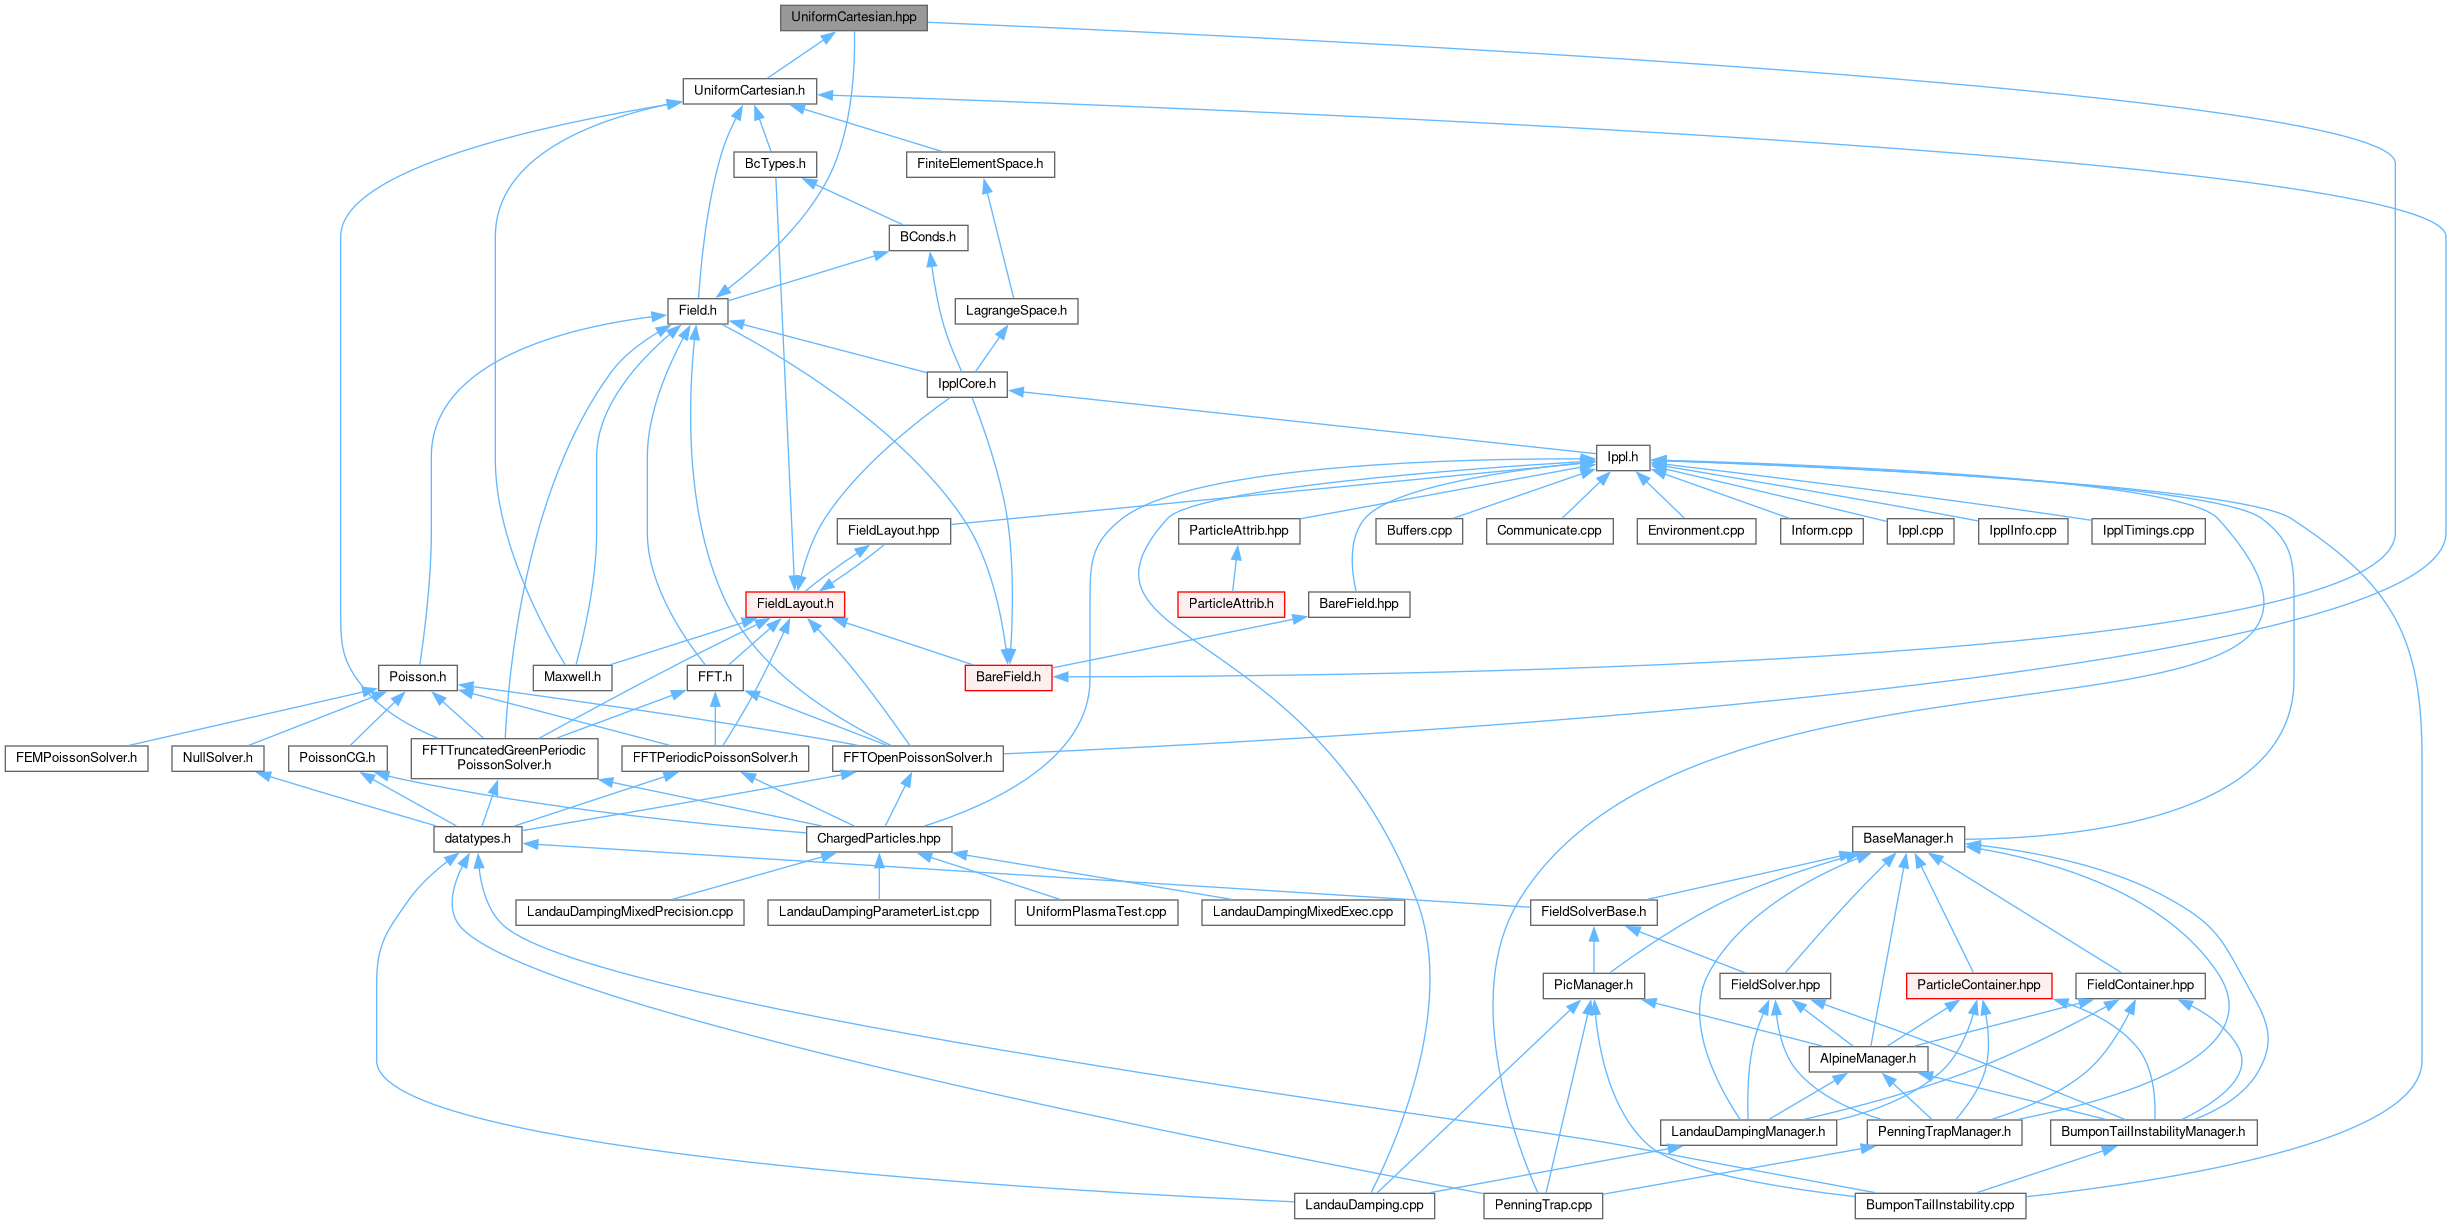 UniformCartesian.hpp
UniformCartesian.h
BcTypes.h
FiniteElementSpace.h
BConds.h
Field.h
LagrangeSpace.h
IpplCore.h
Ippl.h
FieldLayout.hpp
ParticleAttrib.hpp
Buffers.cpp
Communicate.cpp
Environment.cpp
Inform.cpp
Ippl.cpp
IpplInfo.cpp
IpplTimings.cpp
FieldLayout.h
ParticleAttrib.h
BareField.hpp
Poisson.h
Maxwell.h
FFT.h
BareField.h
FEMPoissonSolver.h
NullSolver.h
PoissonCG.h
FFTTruncatedGreenPeriodic
PoissonSolver.h
FFTPeriodicPoissonSolver.h
FFTOpenPoissonSolver.h
datatypes.h
ChargedParticles.hpp
BaseManager.h
LandauDampingMixedPrecision.cpp
LandauDampingParameterList.cpp
UniformPlasmaTest.cpp
LandauDampingMixedExec.cpp
FieldSolverBase.h
PicManager.h
FieldSolver.hpp
ParticleContainer.hpp
FieldContainer.hpp
AlpineManager.h
LandauDampingManager.h
PenningTrapManager.h
BumponTailInstabilityManager.h
LandauDamping.cpp
PenningTrap.cpp
BumponTailInstability.cpp